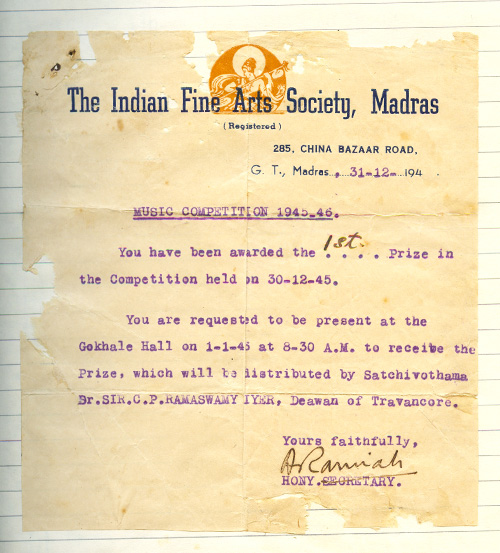 The Indian Fine Arts Society, Madras
(Registered)
285, CHINA BAZAAR ROAD,
G. T., Madras. . 31-12- 194 .
MUSIC COMPETITION 1945-46.
You have been awarded the 1st. . . . . Prize in
the Competition held on 30-12-45.
You are requested to be present at the
Gokhale Hall on 1-1-46 at 8-30 A.M. to receive the
Prize, which will be distributed by Satchivothama
Dr.SIR.C.P.RAMASWAMY IYER, Deawan of Travancore.
Yours faithfully,
A Ramiah
HONY.SECRETARY.